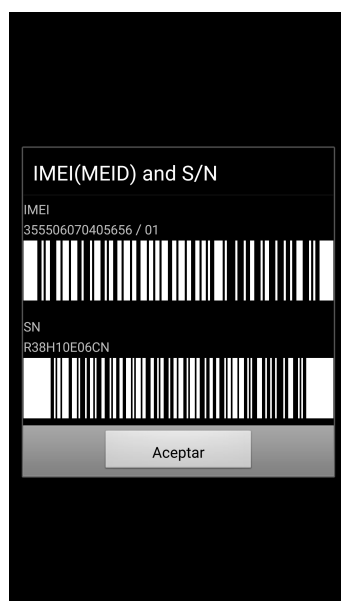 IMEI(MEID) and S/N
IMEI
355506070405656 / 01
SN
R38H10E06CN
Aceptar